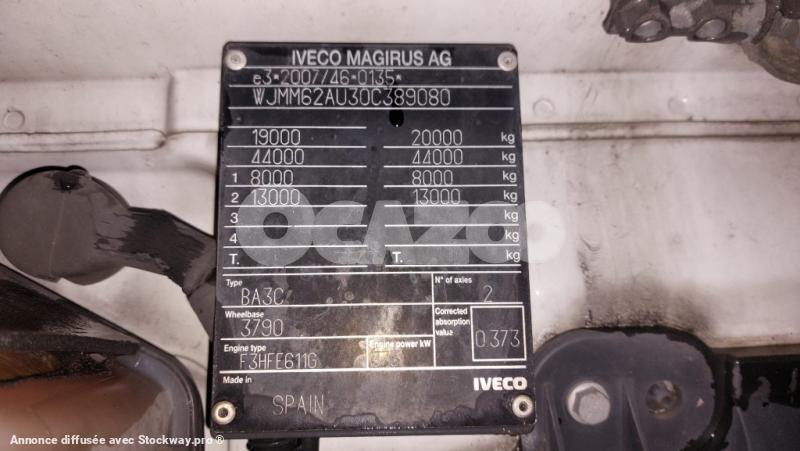 IVECO MAGIRUS AG
e3*2007/46*0135*
WJMM62AU30C389080
19000 20000 kg
44000 44000 kg
1 8000 8000 kg
2 13000 13000 kg
3 kg
4 kg
T. T. kg
OCAZOO
Type BA3C N° of axles 2
Wheelbase 3790 Corrected absorption value 0.373
Engine type F3HFE611G Engine power kW
Made in SPAIN IVECO
Annonce diffusée avec Stockway.pro ®